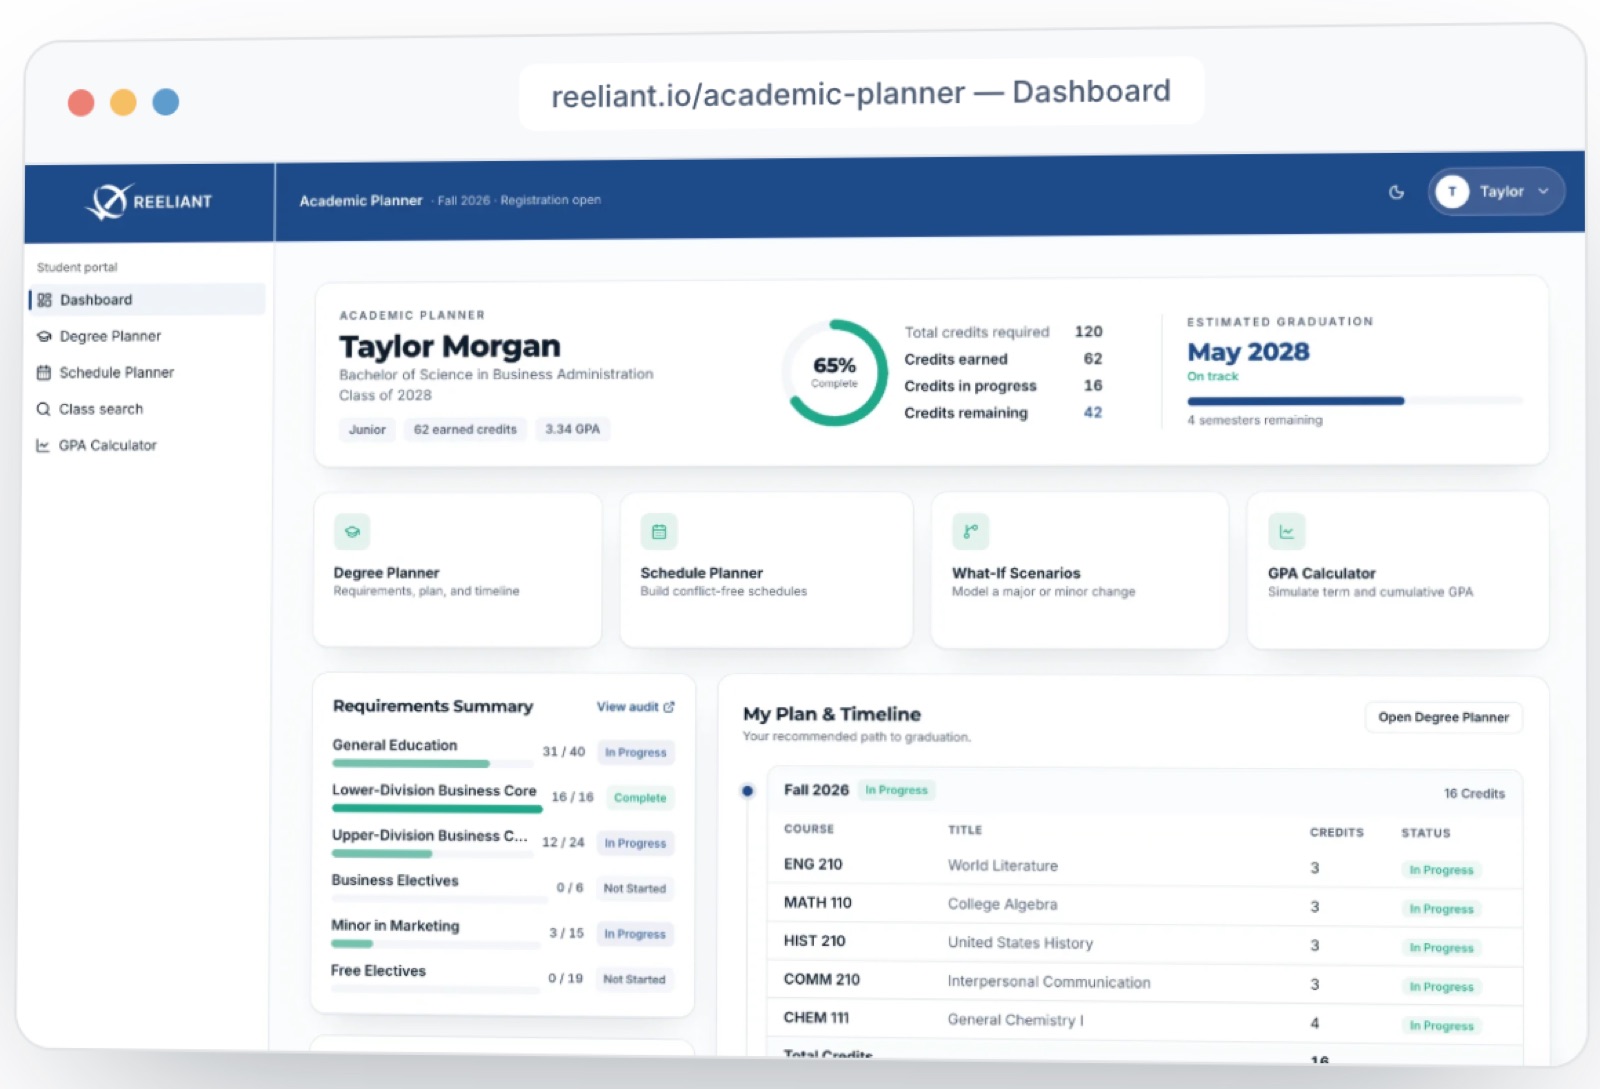 reeliant.io/academic-planner — Dashboard
REELIANT
Academic Planner · Fall 2026 · Registration open
T Taylor
Student portal
Dashboard
Degree Planner
Schedule Planner
Class search
GPA Calculator
ACADEMIC PLANNER
Taylor Morgan
Bachelor of Science in Business Administration
Class of 2028
Junior 62 earned credits 3.34 GPA
65%
Complete
Total credits required 120
Credits earned 62
Credits in progress 16
Credits remaining 42
ESTIMATED GRADUATION
May 2028
On track
4 semesters remaining
Degree Planner
Requirements, plan, and timeline
Schedule Planner
Build conflict-free schedules
What-If Scenarios
Model a major or minor change
GPA Calculator
Simulate term and cumulative GPA
Requirements Summary View audit
General Education 31 / 40 In Progress
Lower-Division Business Core 16 / 16 Complete
Upper-Division Business C... 12 / 24 In Progress
Business Electives 0 / 6 Not Started
Minor in Marketing 3 / 15 In Progress
Free Electives 0 / 19 Not Started
My Plan & Timeline
Your recommended path to graduation.
Open Degree Planner
Fall 2026 In Progress 16 Credits
COURSE TITLE CREDITS STATUS
ENG 210 World Literature 3 In Progress
MATH 110 College Algebra 3 In Progress
HIST 210 United States History 3 In Progress
COMM 210 Interpersonal Communication 3 In Progress
CHEM 111 General Chemistry I 4 In Progress
Total Credits 16